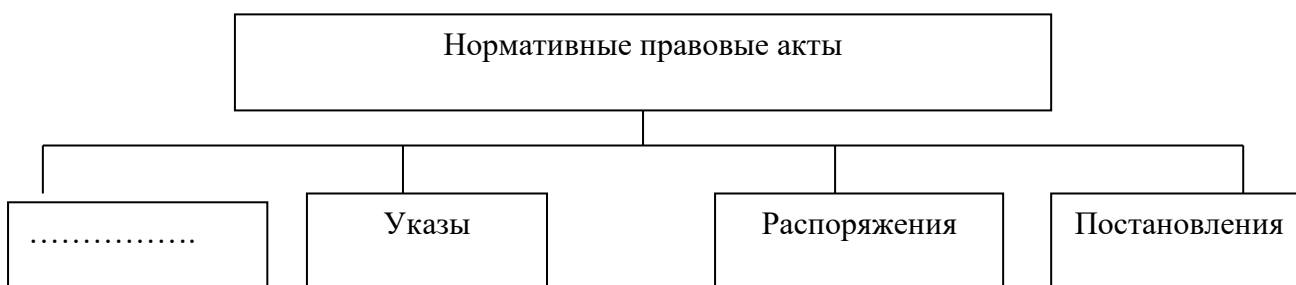 Нормативные правовые акты
…………….
Указы
Распоряжения
Постановления